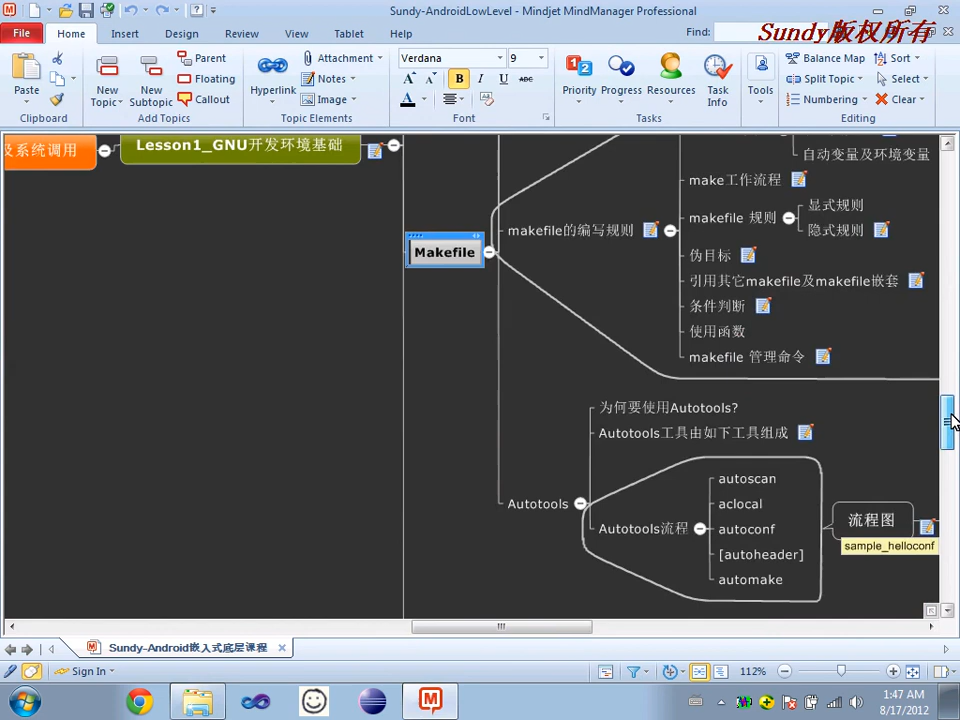 Sundy-AndroidLowLevel - Mindjet MindManager Professional
File Home Insert Design Review View Tablet Help Find:
Sundy版权所有
Paste
Clipboard
New Topic
New Subtopic
Parent
Floating
Callout
Add Topics
Hyperlink
Attachment
Notes
Image
Topic Elements
Verdana 9
B I U ABC
A
Font
Priority
Progress
Resources
Task Info
Tasks
Tools
Balance Map
Split Topic
Numbering
Sort
Select
Clear
Editing
及系统调用
Lesson1_GNU开发环境基础
自动变量及环境变量
make工作流程
makefile 规则
显式规则
隐式规则
makefile的编写规则
Makefile
伪目标
引用其它makefile及makefile嵌套
条件判断
使用函数
makefile 管理命令
为何要使用Autotools?
Autotools工具由如下工具组成
Autotools
Autotools流程
autoscan
aclocal
autoconf
[autoheader]
automake
流程图
sample_helloconf
Sundy-Android嵌入式底层课程
Sign In
112%
1:47 AM
8/17/2012